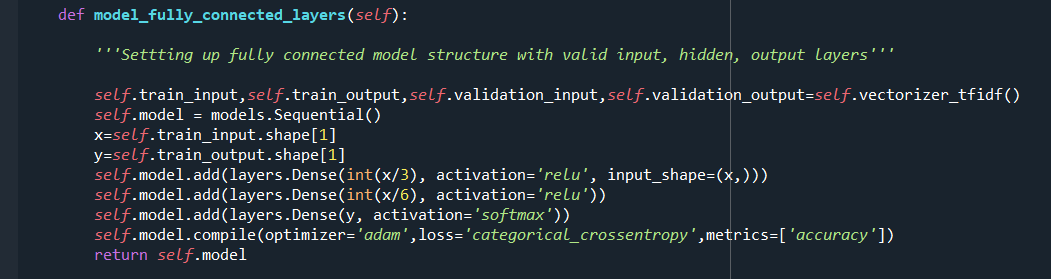 def model_fully_connected_layers(self):
'''Settting up fully connected model structure with valid input, hidden, output layers'''
self.train_input,self.train_output,self.validation_input,self.validation_output=self.vectorizer_tfidf()
self.model = models.Sequential()
x=self.train_input.shape[1]
y=self.train_output.shape[1]
self.model.add(layers.Dense(int(x/3), activation='relu', input_shape=(x,)))
self.model.add(layers.Dense(int(x/6), activation='relu'))
self.model.add(layers.Dense(y, activation='softmax'))
self.model.compile(optimizer='adam',loss='categorical_crossentropy',metrics=['accuracy'])
return self.model